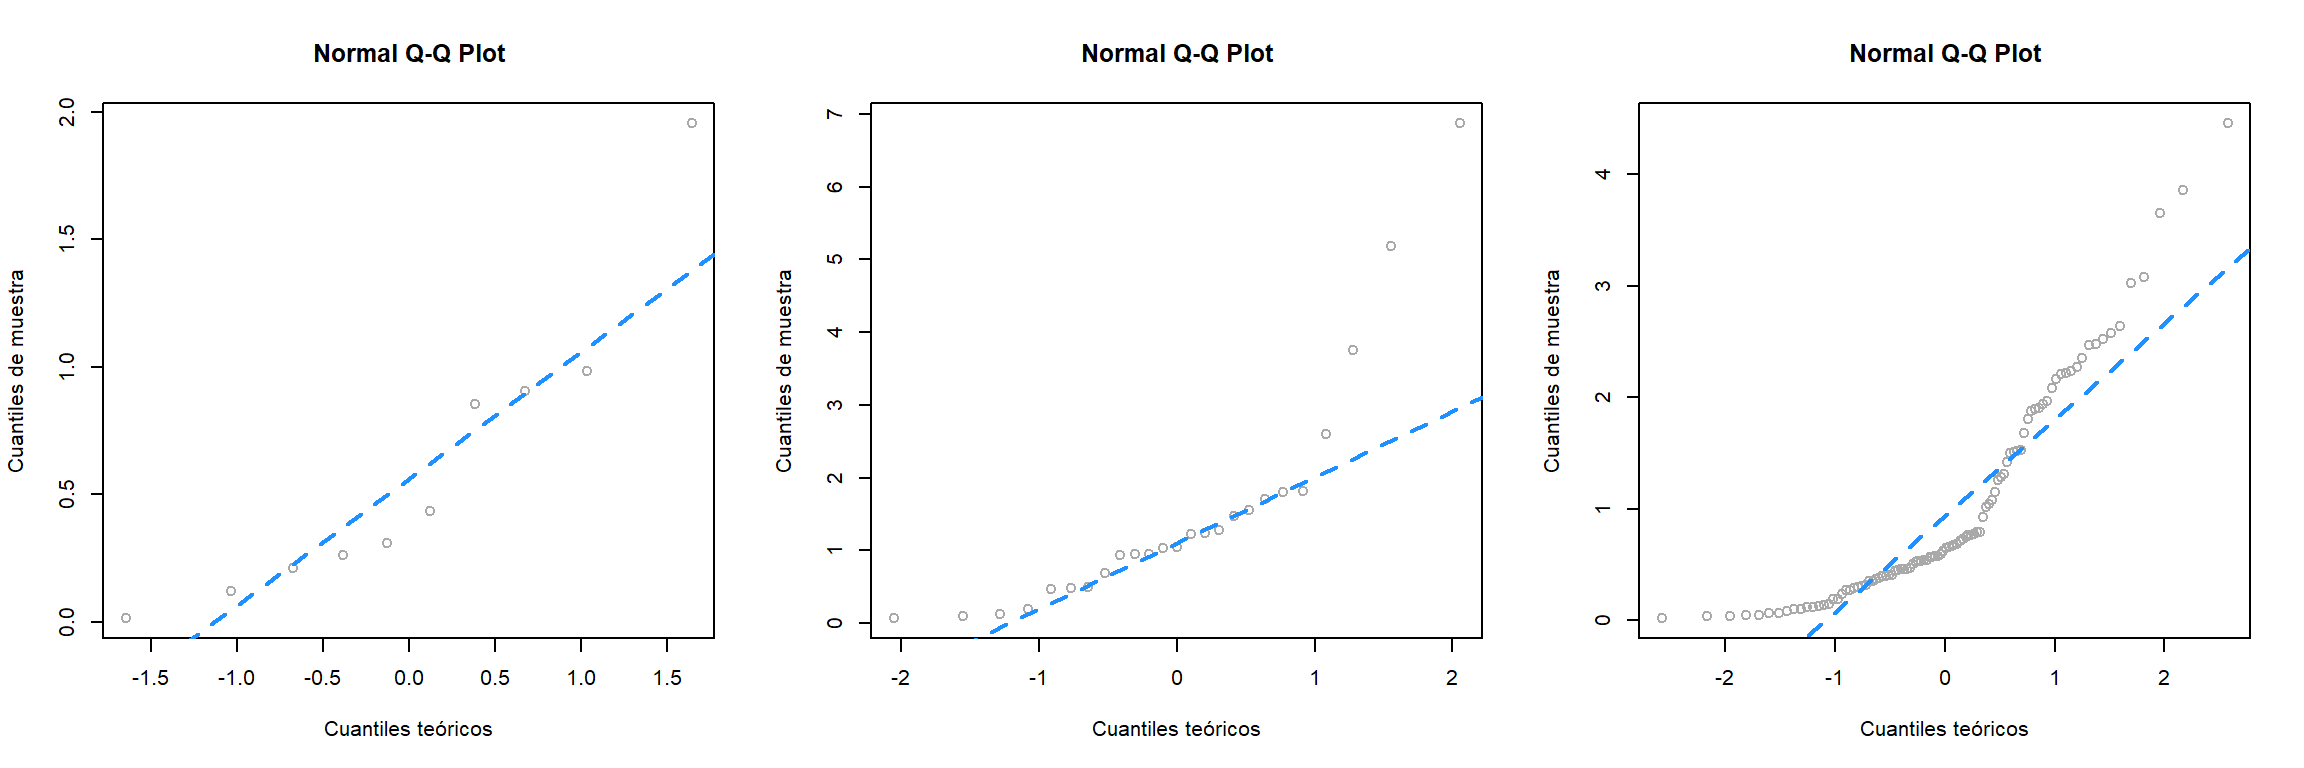 Normal Q-Q Plot
Cuantiles de muestra
0.0 0.5 1.0 1.5 2.0
-1.5 -1.0 -0.5 0.0 0.5 1.0 1.5
Cuantiles teóricos
Normal Q-Q Plot
Cuantiles de muestra
0 1 2 3 4 5 6 7
-2 -1 0 1 2
Cuantiles teóricos
Normal Q-Q Plot
Cuantiles de muestra
0 1 2 3 4
-2 -1 0 1 2
Cuantiles teóricos